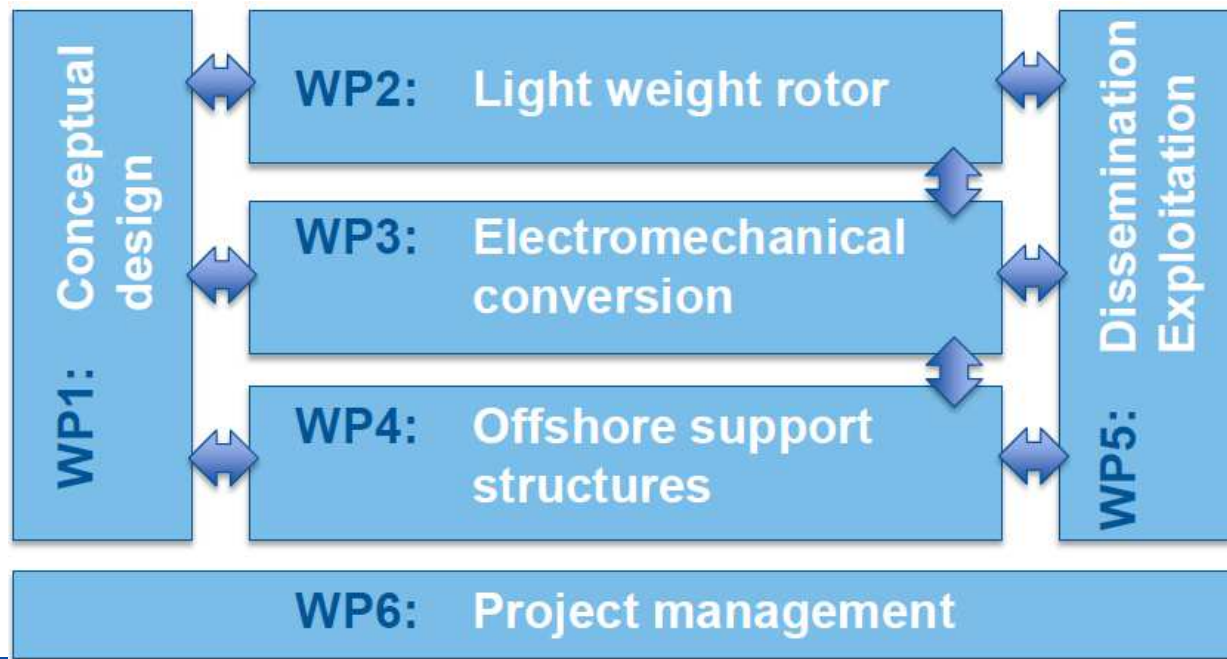 WP1: Conceptual
design
WP2: Light weight rotor
WP3: Electromechanical
conversion
WP4: Offshore support
structures
WP5: Dissemination
Exploitation
WP6: Project management